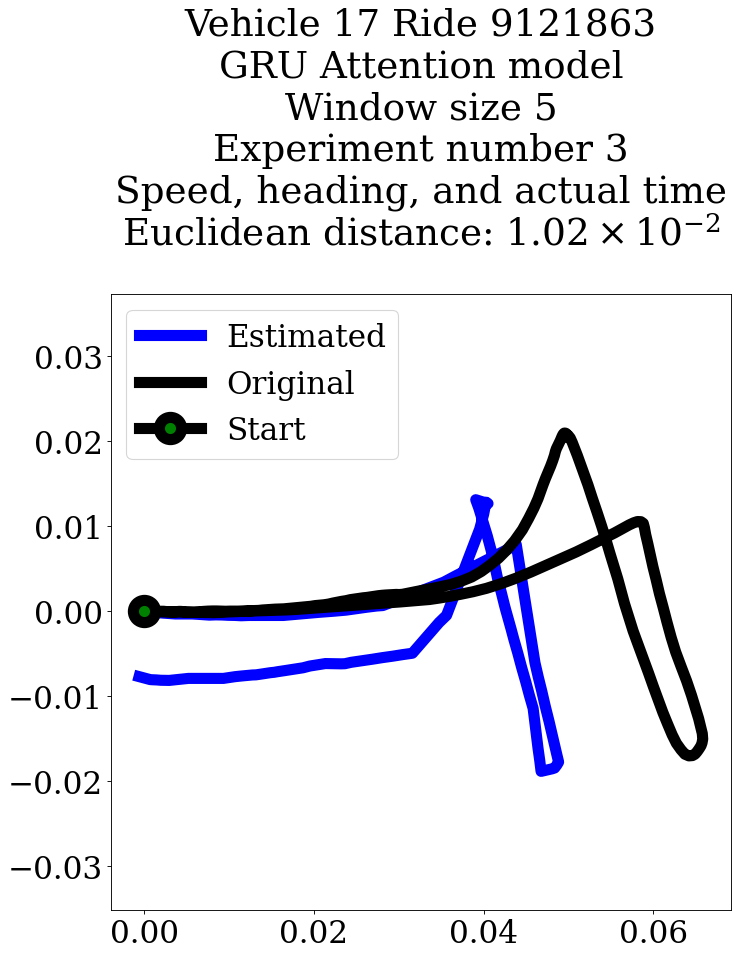 Vehicle 17 Ride 9121863
GRU Attention model
Window size 5
Experiment number 3
Speed, heading, and actual time
Euclidean distance: 1.02 × 10⁻²
Estimated
Original
Start
0.03
0.02
0.01
0.00
−0.01
−0.02
−0.03
0.00 0.02 0.04 0.06